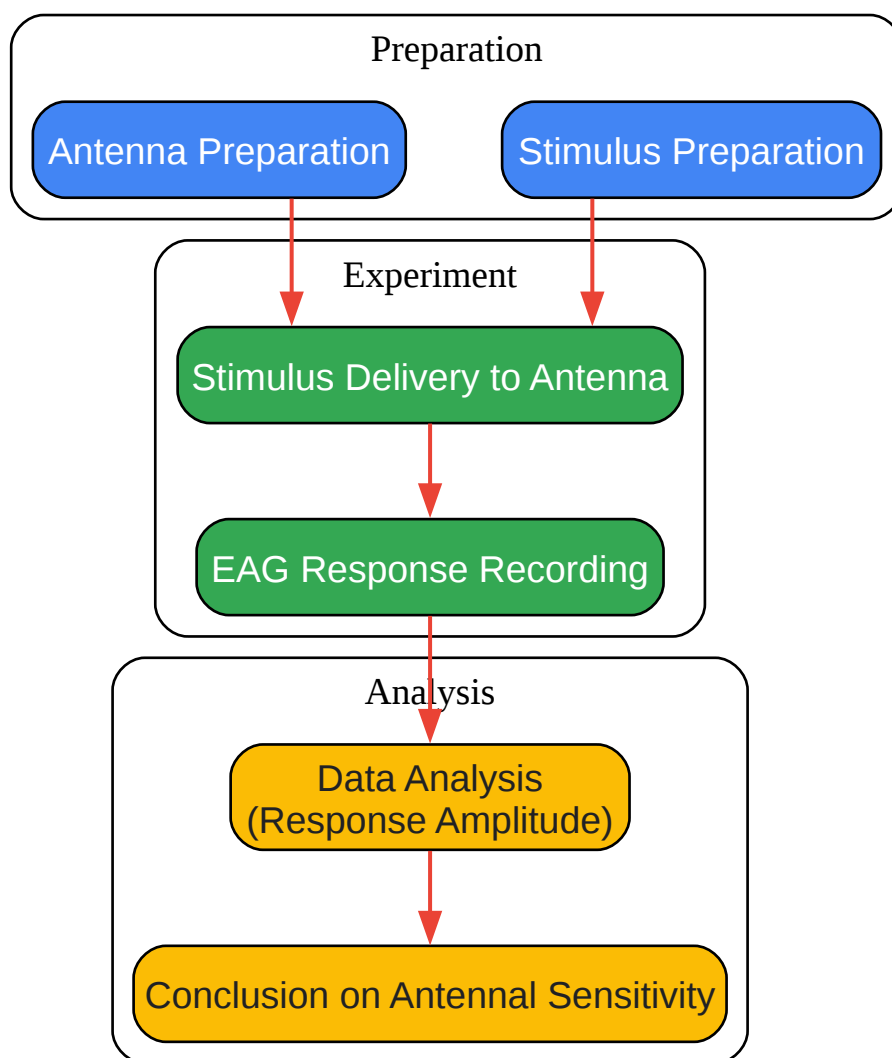 Preparation
Antenna Preparation
Stimulus Preparation
Experiment
Stimulus Delivery to Antenna
EAG Response Recording
Analysis
Data Analysis
(Response Amplitude)
Conclusion on Antennal Sensitivity